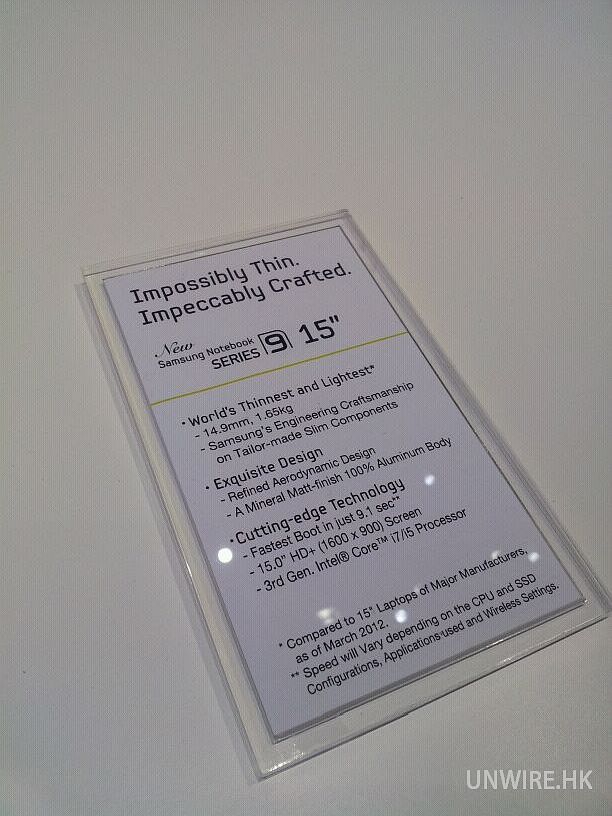 Impossibly Thin.
Impeccably Crafted.
New
Samsung Notebook
SERIES 9 15"
· World's Thinnest and Lightest*
- 14.9mm, 1.65kg
- Samsung's Engineering Craftsmanship
on Tailor-made Slim Components
· Exquisite Design
- Refined Aerodynamic Design
- A Mineral Matt-finish 100% Aluminum Body
· Cutting-edge Technology
- Fastest Boot in just 9.1 sec**
- 15.0" HD+ (1600 x 900) Screen
- 3rd Gen. Intel® Core™ i7/i5 Processor
* Compared to 15" Laptops of Major Manufacturers,
as of March 2012.
** Speed will Vary depending on the CPU and SSD
Configurations, Applications used and Wireless Settings.
UNWIRE.HK